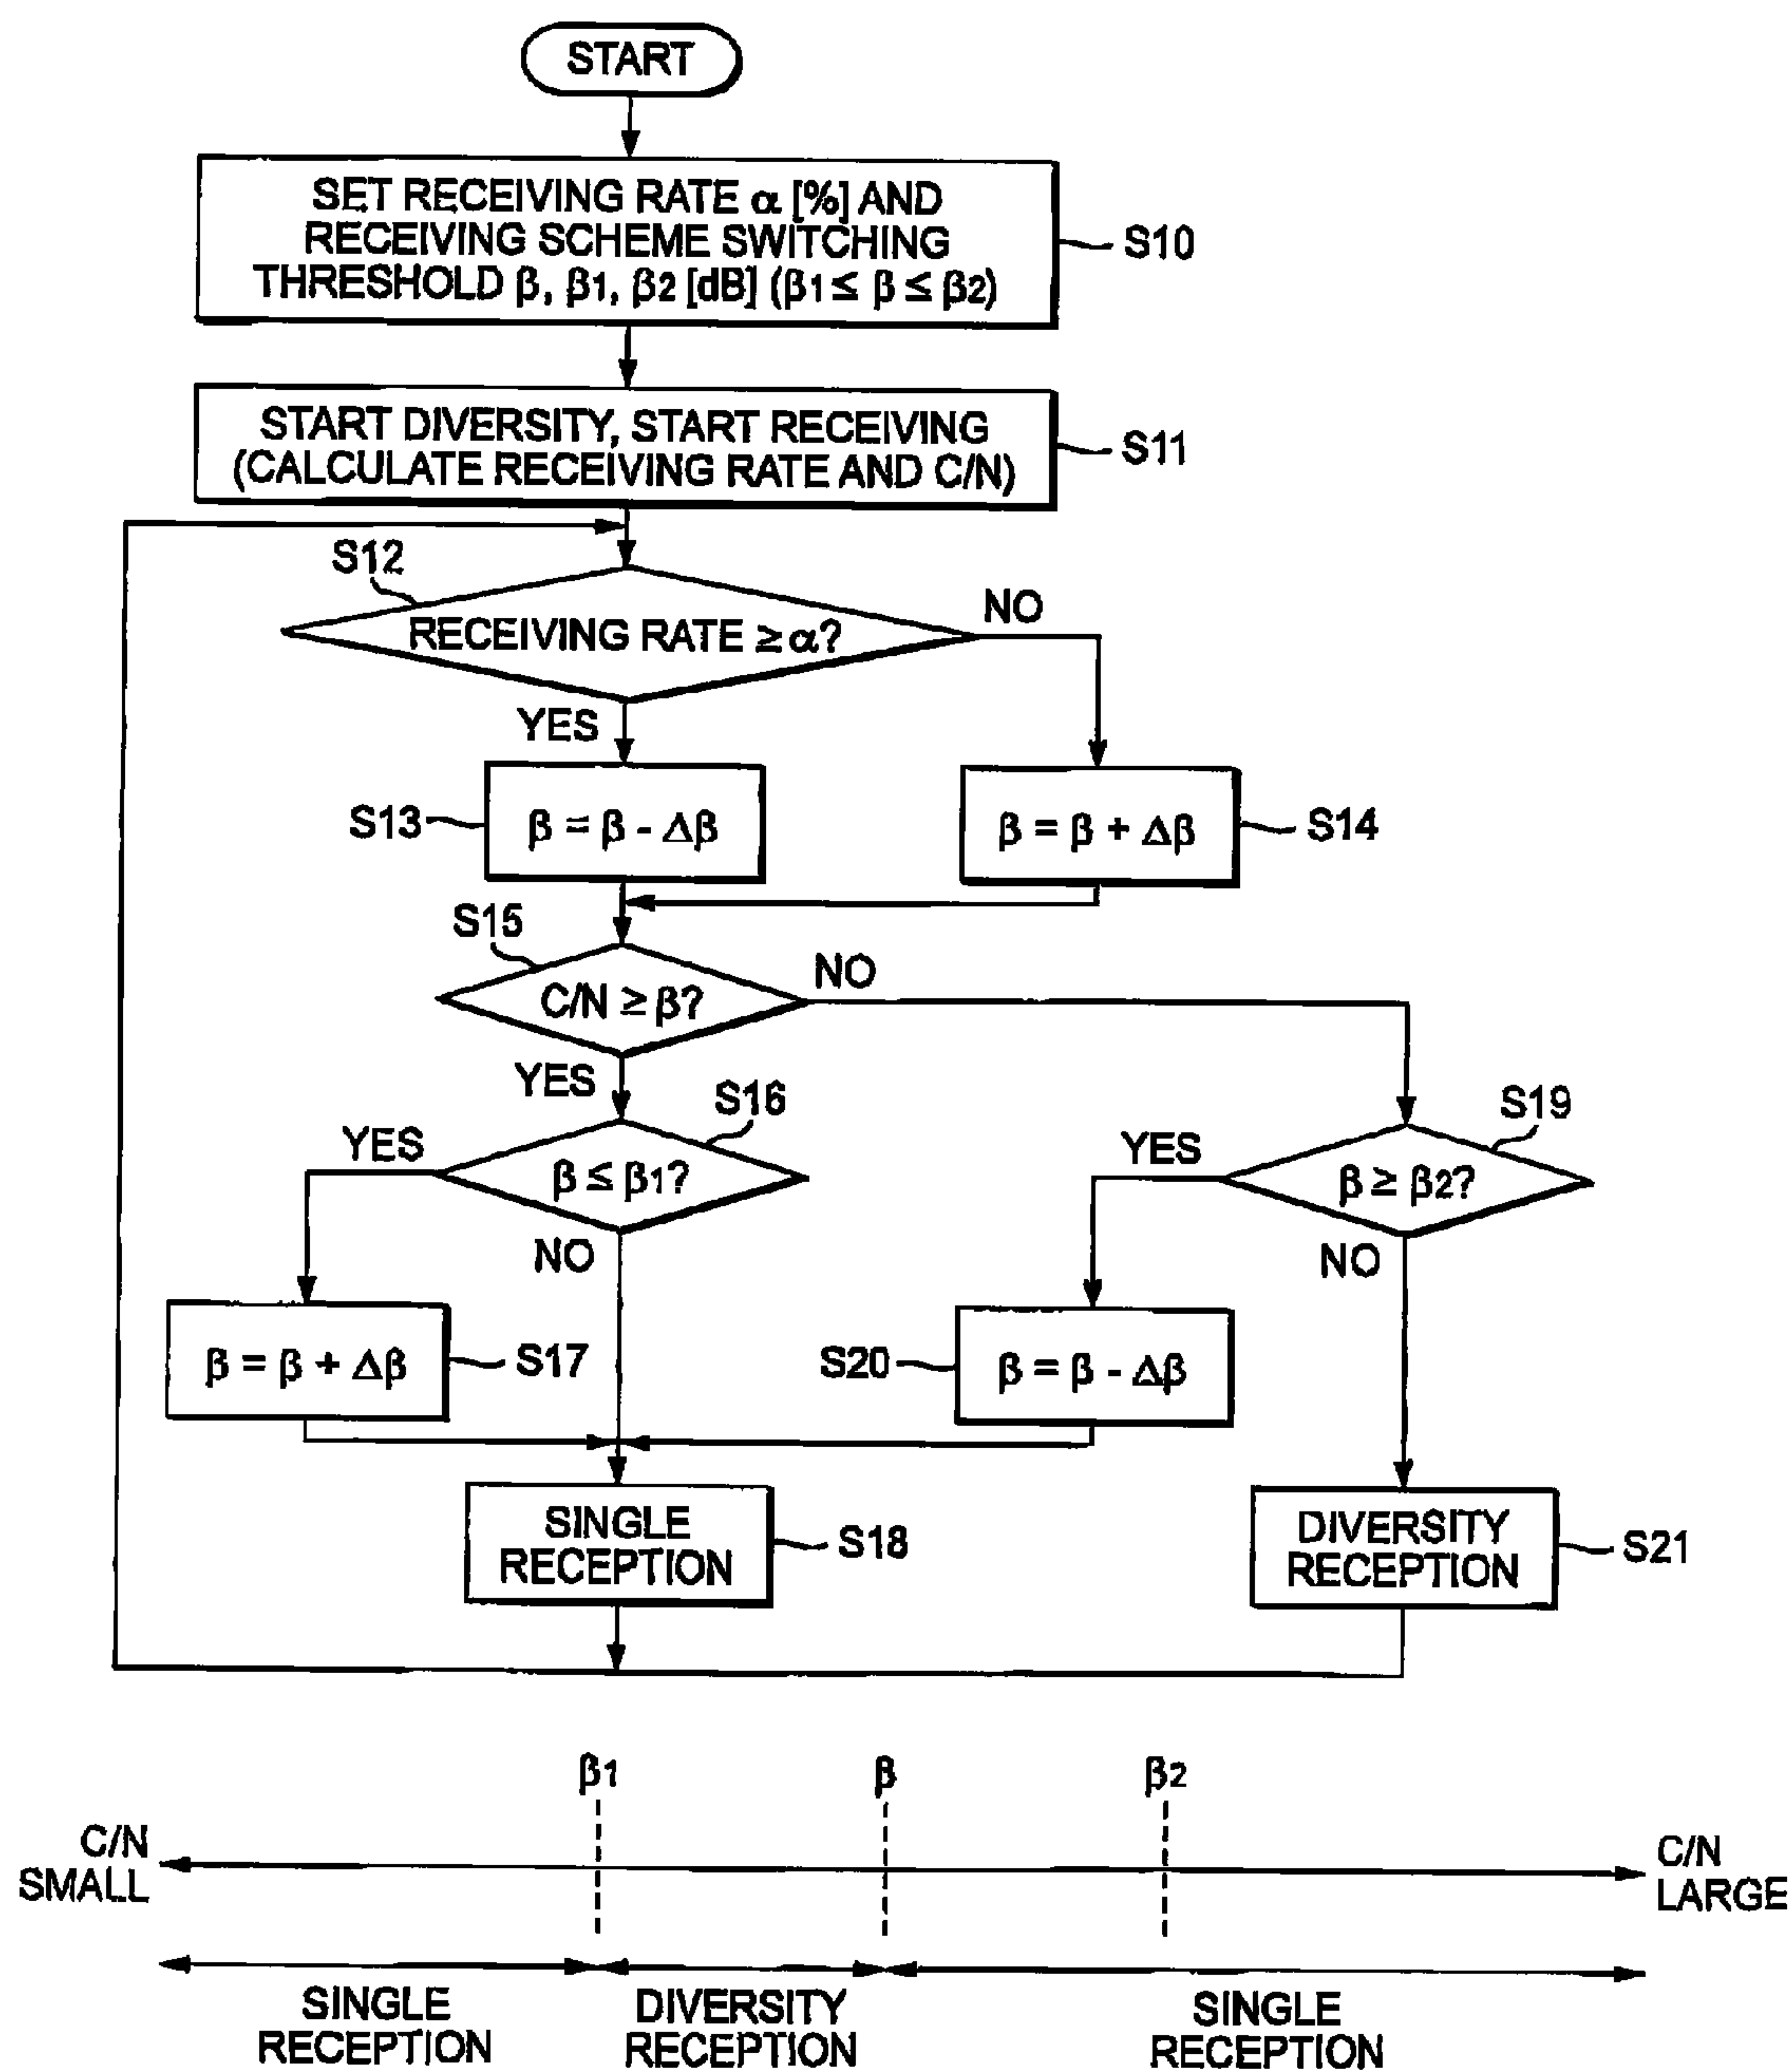 START
SET RECEIVING RATE α [%] AND
RECEIVING SCHEME SWITCHING
THRESHOLD β, β1, β2 [dB] (β1 ≤ β ≤ β2)
S10
START DIVERSITY, START RECEIVING
(CALCULATE RECEIVING RATE AND C/N)
S11
S12
RECEIVING RATE ≥ α?
NO
YES
S13
β = β - Δβ
β = β + Δβ
S14
S15
C/N ≥ β?
NO
YES
S16
β ≤ β1?
YES
NO
S19
β ≥ β2?
YES
NO
β = β + Δβ
S17
S20
β = β - Δβ
SINGLE
RECEPTION
S18
DIVERSITY
RECEPTION
S21
β1
β
β2
C/N
SMALL
C/N
LARGE
SINGLE
RECEPTION
DIVERSITY
RECEPTION
SINGLE
RECEPTION